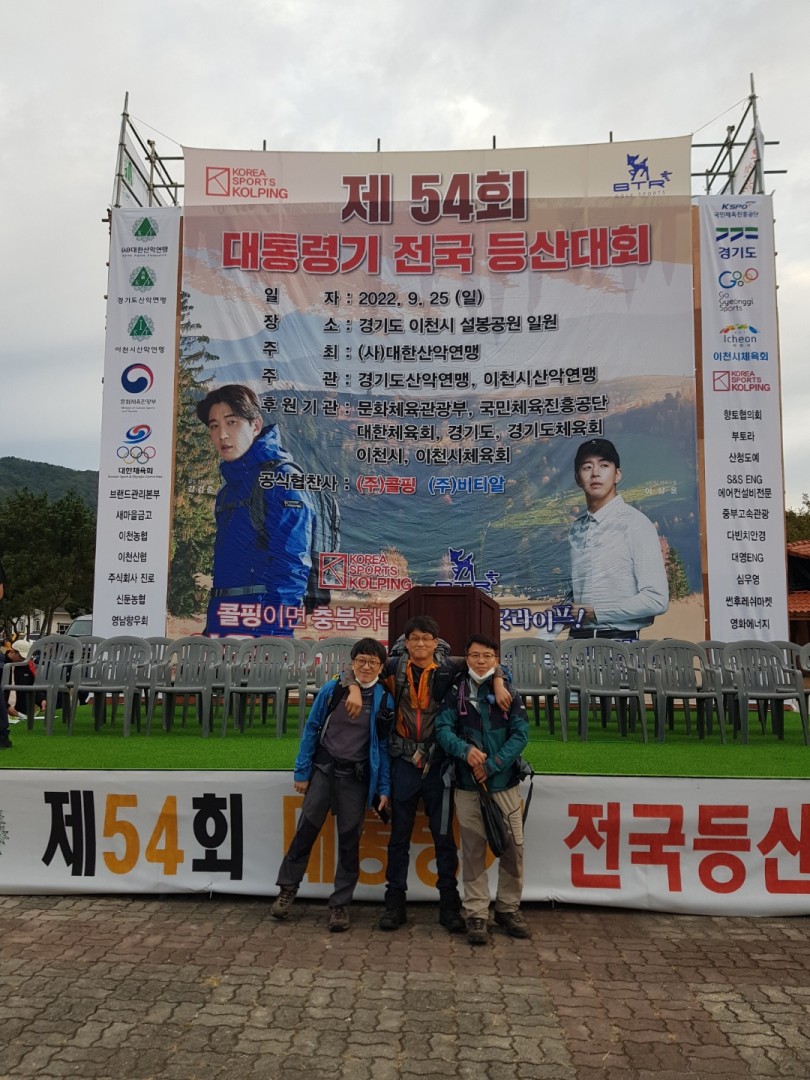 KOREA
SPORTS
KOLPING
BTR
제 54회
대통령기 전국 등산대회
일 자 : 2022. 9. 25 (일)
장 소 : 경기도 이천시 설봉공원 일원
주 최 : (사)대한산악연맹
주 관 : 경기도산악연맹, 이천시산악연맹
후원기관 : 문화체육관광부, 국민체육진흥공단
대한체육회, 경기도, 경기도체육회
이천시, 이천시체육회
공식협찬사 : (주)콜핑 (주)비티알
KOREA
SPORTS
KOLPING
콜핑이면 충분하다
(사)대한산악연맹
경기도산악연맹
이천시산악연맹
문화체육관광부
대한체육회
브랜드관리본부
새마을금고
이천농협
이천신협
주식회사 진로
신둔농협
영남향우회
KSPO
국민체육진흥공단
경기도
Go
Gyeonggi
Sports
Icheon
이천시체육회
KOREA
SPORTS
KOLPING
향토협의회
부토라
산청도예
S&S ENG
에어컨설비전문
중부고속관광
다빈치안경
대영ENG
심우영
썬후레쉬마켓
영화에너지
제54회 대통령기 전국등산